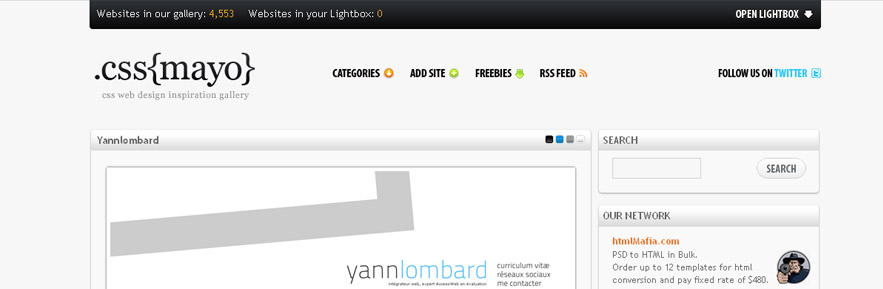 Websites in our gallery: 4,553 Websites in your Lightbox: 0 OPEN LIGHTBOX
.css{mayo}
css web design inspiration gallery
CATEGORIES ADD SITE FREEBIES RSS FEED FOLLOW US ON TWITTER
Yannlombard
yannlombard
intégrateur web, expert AccessiWeb en évaluation
curriculum vitæ
réseaux sociaux
me contacter
SEARCH
SEARCH
OUR NETWORK
htmlMafia.com
PSD to HTML in Bulk.
Order up to 12 templates for html
conversion and pay fixed rate of $480.